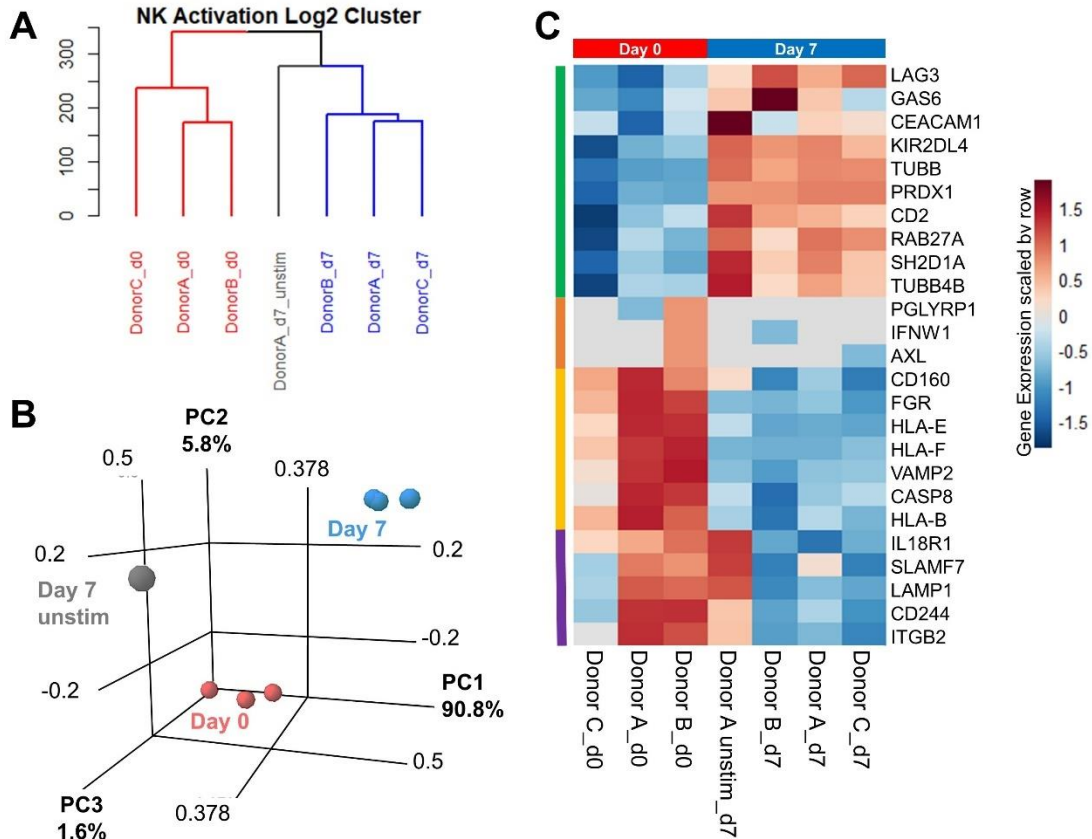 A
NK Activation Log2 Cluster
300
200
100
0
DonorC_d0
DonorA_d0
DonorB_d0
DonorA_d7_unstim
DonorB_d7
DonorA_d7
DonorC_d7
B
PC2
5.8%
0.5
0.378
Day 7
0.2
0.2
Day 7
unstim
-0.2
-0.2
PC1
90.8%
Day 0
0.5
PC3
1.6%
0.378
C
Day 0
Day 7
LAG3
GAS6
CEACAM1
KIR2DL4
TUBB
PRDX1
CD2
RAB27A
SH2D1A
TUBB4B
PGLYRP1
IFNW1
AXL
CD160
FGR
HLA-E
HLA-F
VAMP2
CASP8
HLA-B
IL18R1
SLAMF7
LAMP1
CD244
ITGB2
Donor C_d0
Donor A_d0
Donor B_d0
Donor A unstim_d7
Donor B_d7
Donor A_d7
Donor C_d7
Gene Expression scaled by row
1.5
1
0.5
0
-0.5
-1
-1.5